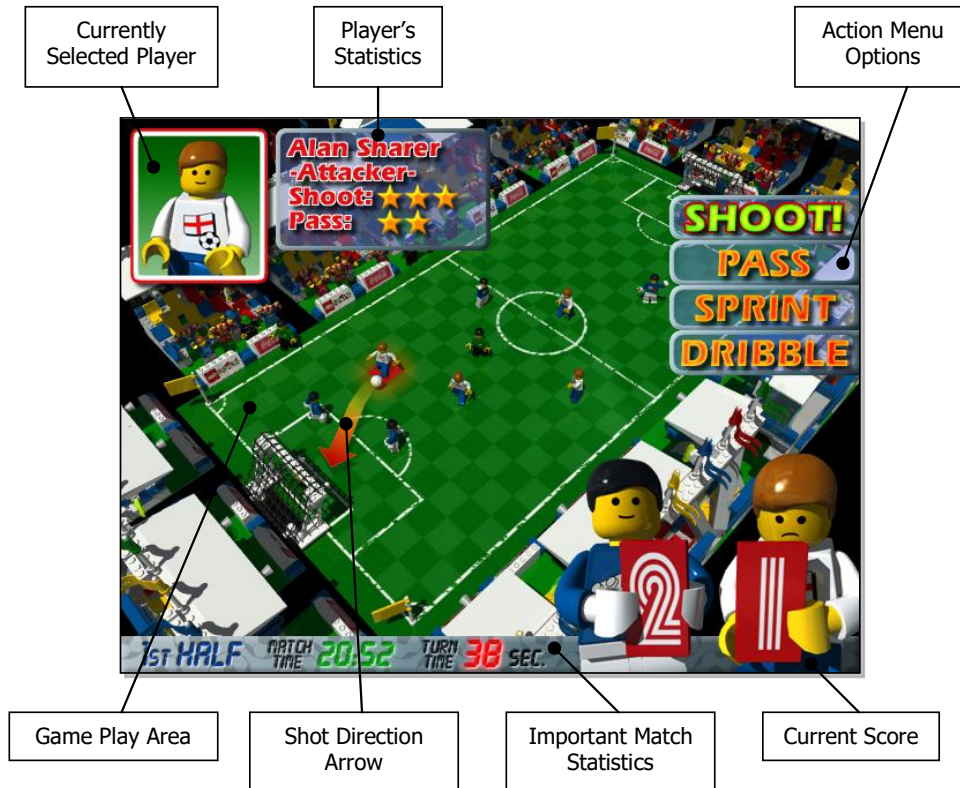 Currently
Selected Player
Player's
Statistics
Action Menu
Options
Alan Sharer
-Attacker-
Shoot:
Pass:
SHOOT!
PASS
SPRINT
DRIBBLE
2
1
1ST HALF
MATCH
TIME 20:52
TURN
TIME 38 SEC.
Game Play Area
Shot Direction
Arrow
Important Match
Statistics
Current Score